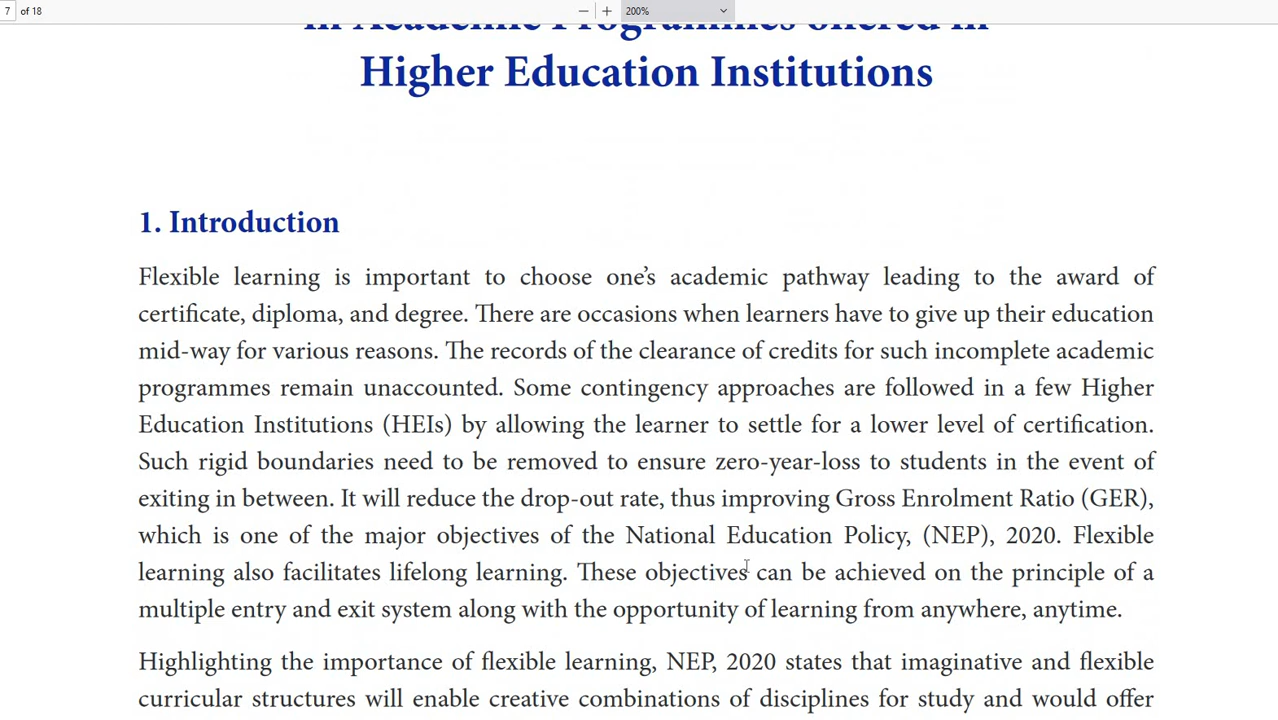 7 of 18 200%
in Academic Programmes offered in
Higher Education Institutions
1. Introduction
Flexible learning is important to choose one's academic pathway leading to the award of
certificate, diploma, and degree. There are occasions when learners have to give up their education
mid-way for various reasons. The records of the clearance of credits for such incomplete academic
programmes remain unaccounted. Some contingency approaches are followed in a few Higher
Education Institutions (HEIs) by allowing the learner to settle for a lower level of certification.
Such rigid boundaries need to be removed to ensure zero-year-loss to students in the event of
exiting in between. It will reduce the drop-out rate, thus improving Gross Enrolment Ratio (GER),
which is one of the major objectives of the National Education Policy, (NEP), 2020. Flexible
learning also facilitates lifelong learning. These objectives can be achieved on the principle of a
multiple entry and exit system along with the opportunity of learning from anywhere, anytime.
Highlighting the importance of flexible learning, NEP, 2020 states that imaginative and flexible
curricular structures will enable creative combinations of disciplines for study and would offer